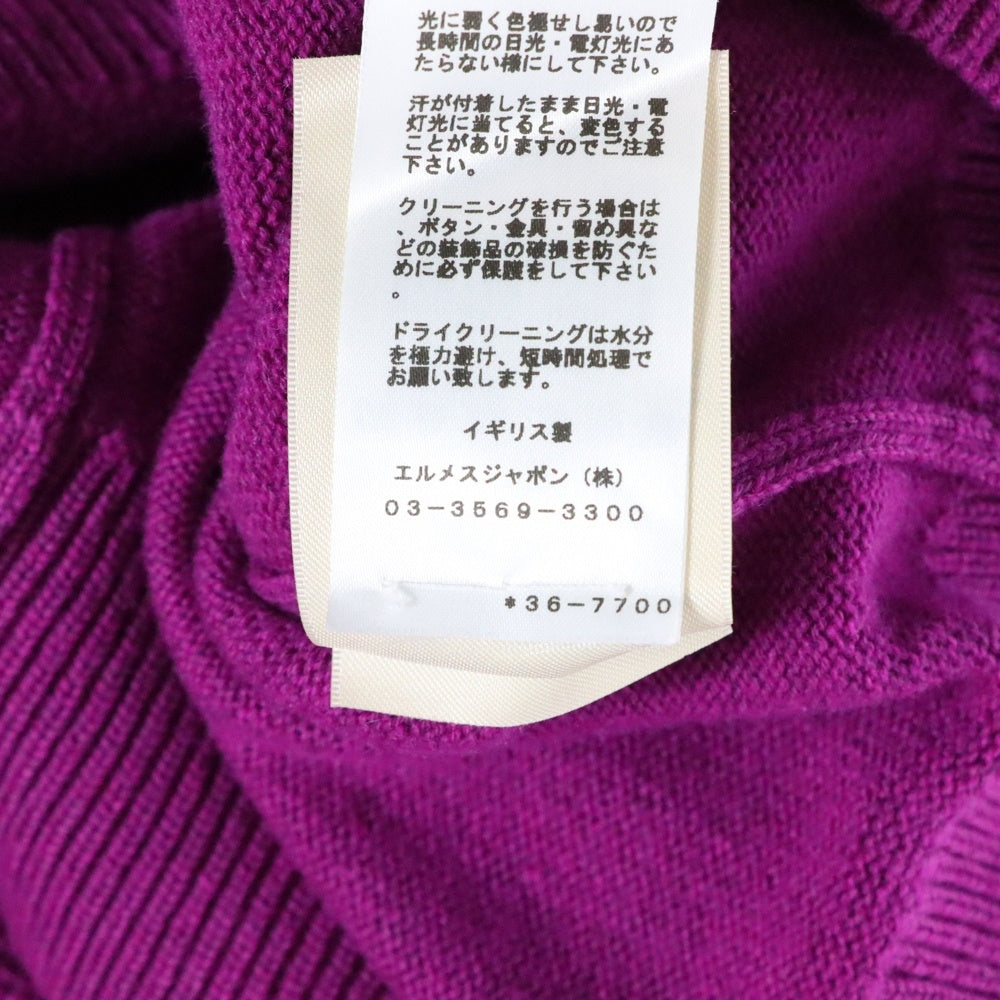 光に弱く色褪せし易いので
長時間の日光・電灯光にあ
たらない様にして下さい。
汗が付着したまま日光・電
灯光に当てると、変色する
ことがありますのでご注意
下さい。
クリーニングを行う場合は
、ボタン・金具・留め具な
どの装飾品の破損を防ぐた
めに必ず保護をして下さい
。
ドライクリーニングは水分
を極力避け、短時間処理で
お願い致します。
イギリス製
エルメスジャポン（株）
03-3569-3300
*36-7700